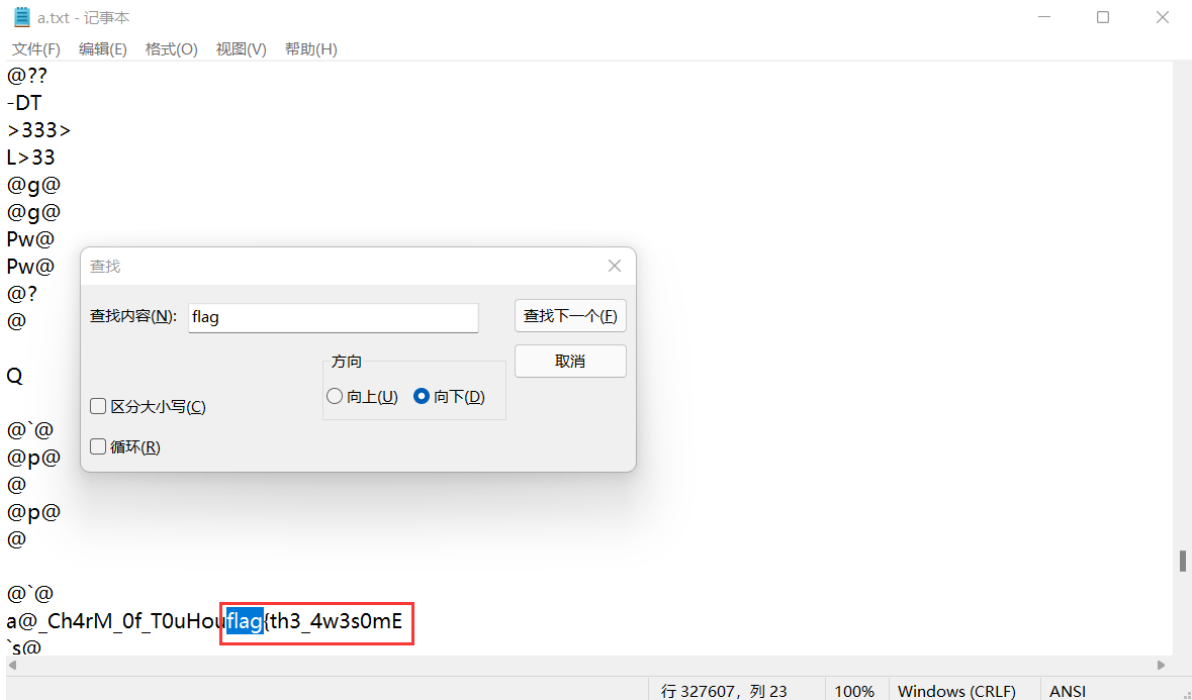 a.txt - 记事本
文件(F) 编辑(E) 格式(O) 视图(V) 帮助(H)
@??
-DT
>333>
L>33
@g@
@g@
Pw@
Pw@
@?
@
Q
@`@
@p@
@
@p@
@
@`@
a@_Ch4rM_0f_T0uHouflag{th3_4w3s0mE
`s@
查找
查找内容(N): flag 查找下一个(F)
方向 取消
向上(U) 向下(D)
区分大小写(C)
循环(R)
行 327607，列 23 100% Windows (CRLF) ANSI